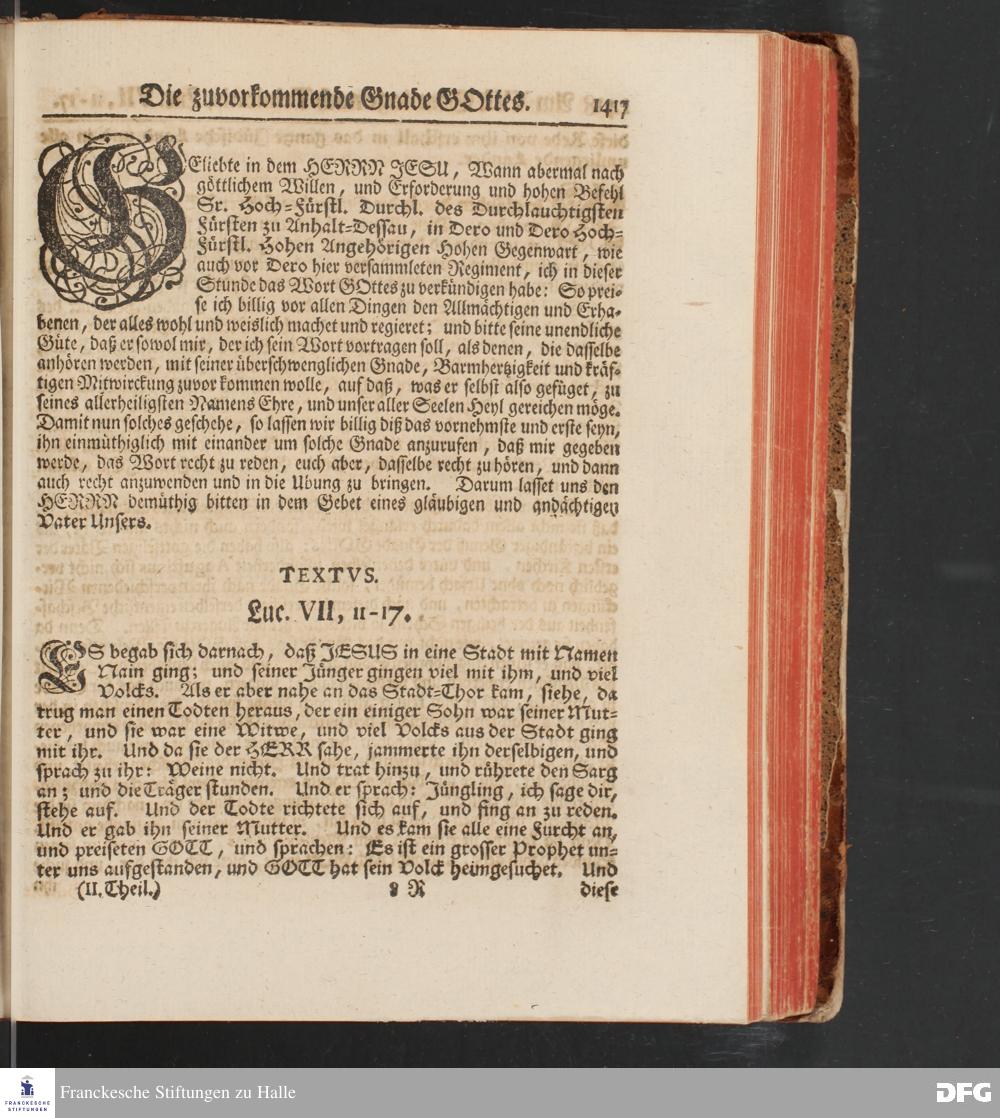 Die zuvorkommende Gnade GOttes. 1417
GEliebte in dem HERRN JESU, Wann abermal nach
göttlichem Willen, und Erforderung und hohen Befehl
Sr. Hoch-Fürstl. Durchl. des Durchlauchtigsten
Fürsten zu Anhalt-Dessau, in Dero und Dero Hoch-
Fürstl. Hohen Angehörigen Hohen Gegenwart, wie
auch vor Dero hier versammleten Regiment, ich in dieser
Stunde das Wort GOttes zu verkündigen habe: So prei-
se ich billig vor allen Dingen den Allmächtigen und Erha-
benen, der alles wohl und weislich machet und regieret; und bitte seine unendliche
Güte, daß er sowol mir, der ich sein Wort vortragen soll, als denen, die dasselbe
anhören werden, mit seiner überschwenglichen Gnade, Barmhertzigkeit und kräf-
tigen Mitwirckung zuvor kommen wolle, auf daß, was er selbst also gefüget, zu
seines allerheiligsten Namens Ehre, und unser aller Seelen Heyl gereichen möge.
Damit nun solches geschehe, so lassen wir billig diß das vornehmste und erste seyn,
ihn einmüthiglich mit einander um solche Gnade anzurufen, daß mir gegeben
werde, das Wort recht zu reden, euch aber, dasselbe recht zu hören, und dann
auch recht anzuwenden und in die Ubung zu bringen. Darum lasset uns den
HERRN demüthig bitten in dem Gebet eines gläubigen und andächtigen
Vater Unsers.
TEXTVS.
Luc. VII, 11-17.
ES begab sich darnach, daß JESUS in eine Stadt mit Namen
Nain ging; und seiner Jünger gingen viel mit ihm, und viel
Volcks. Als er aber nahe an das Stadt-Thor kam, siehe, da
trug man einen Todten heraus, der ein einiger Sohn war seiner Mut-
ter, und sie war eine Witwe, und viel Volcks aus der Stadt ging
mit ihr. Und da sie der HERR sahe, jammerte ihn derselbigen, und
sprach zu ihr: Weine nicht. Und trat hinzu, und rührete den Sarg
an; und die Träger stunden. Und er sprach: Jüngling, ich sage dir,
stehe auf. Und der Todte richtete sich auf, und fing an zu reden.
Und er gab ihn seiner Mutter. Und es kam sie alle eine Furcht an,
und preiseten GOTT, und sprachen: Es ist ein grosser Prophet un-
ter uns aufgestanden, und GOTT hat sein Volck heimgesuchet. Und
(II. Theil.) 8 R diese
FRANCKESCHE
STIFTUNGEN
Franckesche Stiftungen zu Halle
DFG